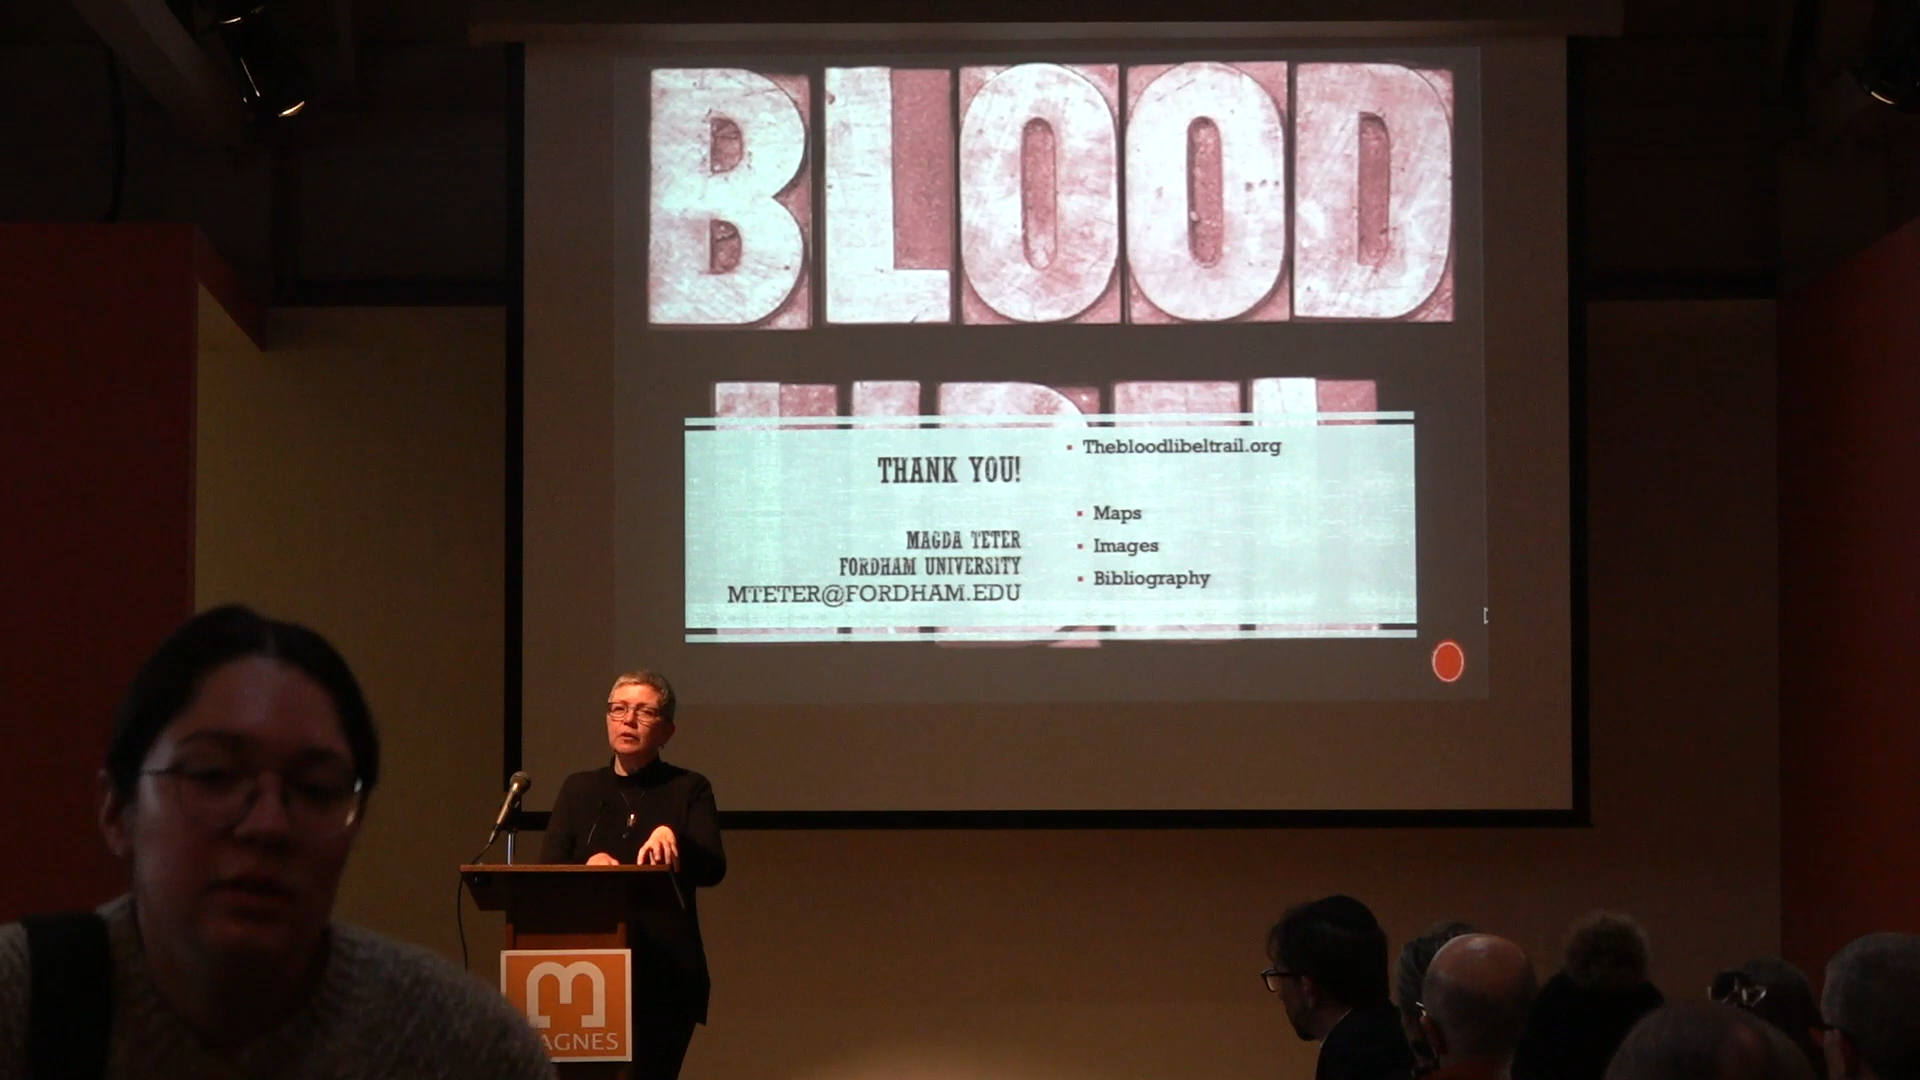 BLOOD
THANK YOU!
MAGDA TETER
FORDHAM UNIVERSITY
MTETER@FORDHAM.EDU
▪ Thebloodlibeltrail.org
▪ Maps
▪ Images
▪ Bibliography
AGNES